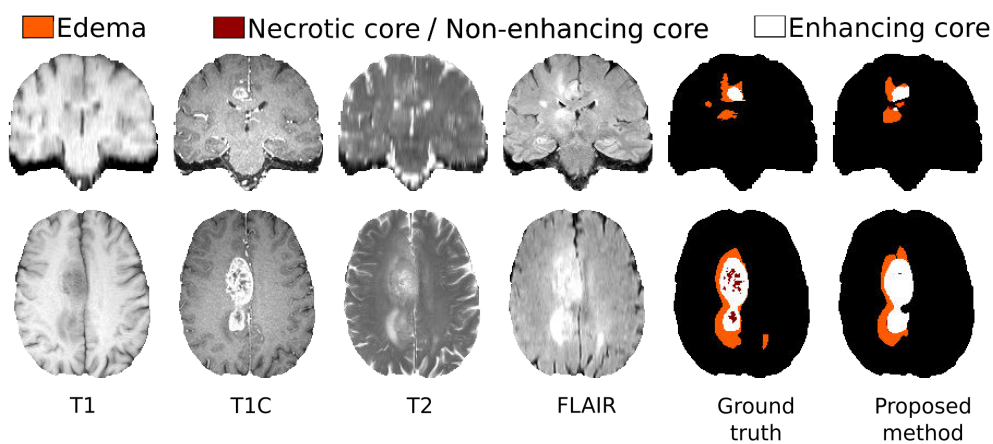 Edema Necrotic core / Non-enhancing core Enhancing core
T1 T1C T2 FLAIR Ground truth Proposed method